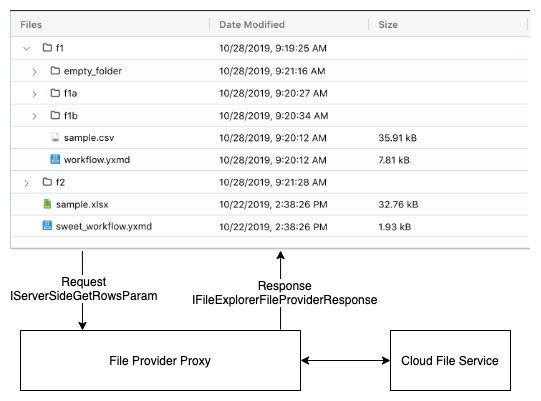 Files Date Modified Size
f1 10/28/2019, 9:19:25 AM
empty_folder 10/28/2019, 9:21:16 AM
f1a 10/28/2019, 9:20:27 AM
f1b 10/28/2019, 9:20:34 AM
sample.csv 10/28/2019, 9:20:12 AM 35.91 kB
workflow.yxmd 10/28/2019, 9:20:12 AM 7.81 kB
f2 10/28/2019, 9:21:28 AM
sample.xlsx 10/22/2019, 2:38:26 PM 32.76 kB
sweet_workflow.yxmd 10/22/2019, 2:38:26 PM 1.93 kB
Request
IServerSideGetRowsParam
Response
IFileExplorerFileProviderResponse
File Provider Proxy
Cloud File Service